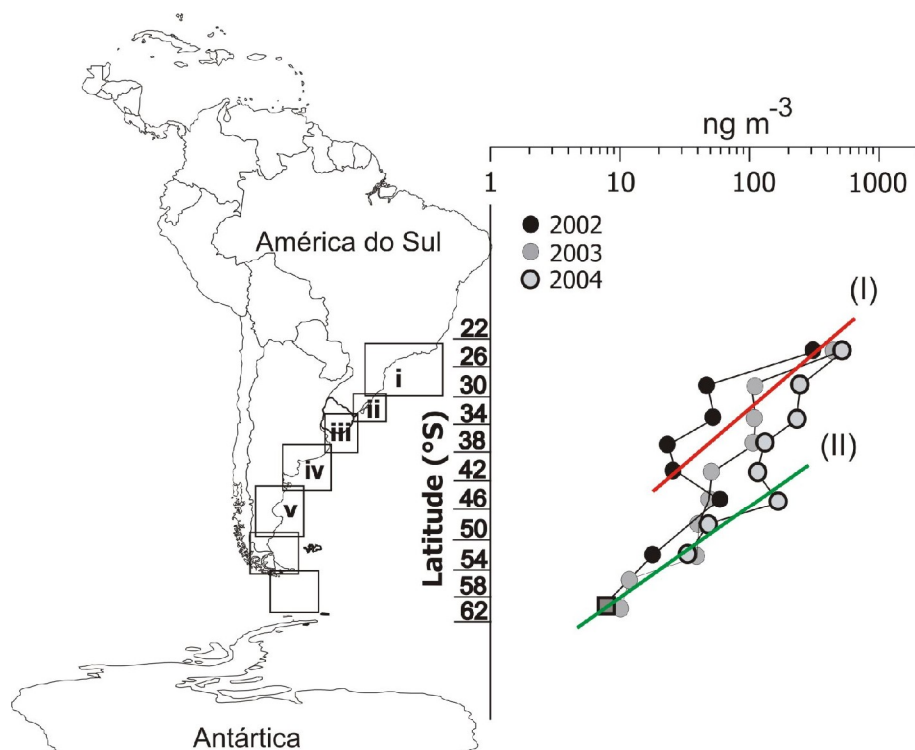 América do Sul
Antártica
i
ii
iii
iv
v
ng m⁻³
1 10 100 1000
2002
2003
2004
(I)
(II)
Latitude (°S)
22
26
30
34
38
42
46
50
54
58
62